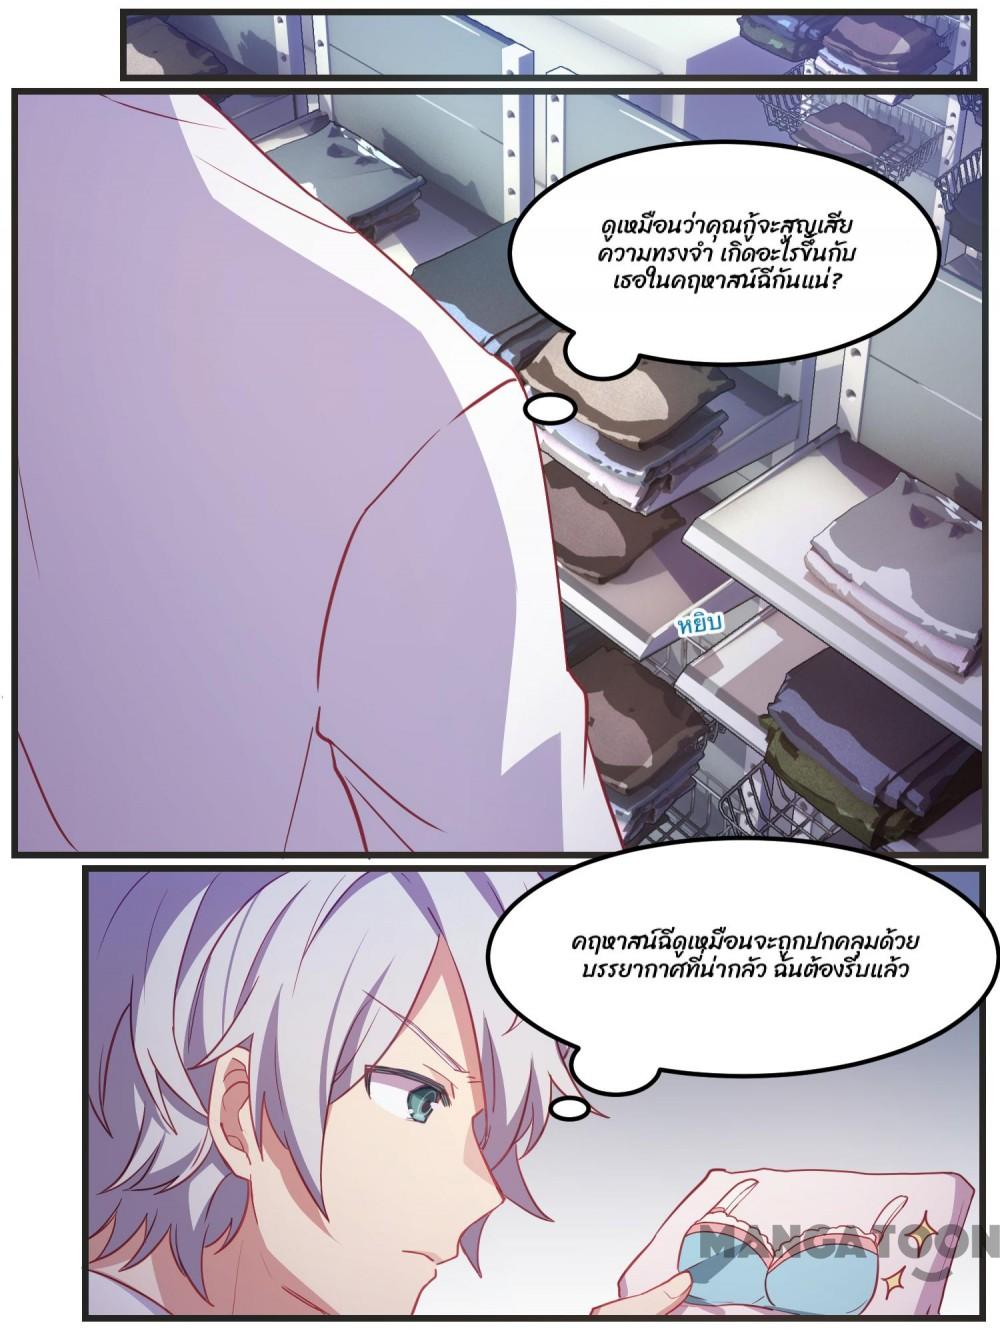 ดูเหมือนว่าคุณกู้จะสูญเสีย
ความทรงจำ เกิดอะไรขึ้นกับ
เธอในคฤหาสน์ฉีกันแน่?
หยิบ
คฤหาสน์ฉีดูเหมือนจะถูกปกคลุมด้วย
บรรยากาศที่น่ากลัว ฉันต้องรีบแล้ว
MANGATOON